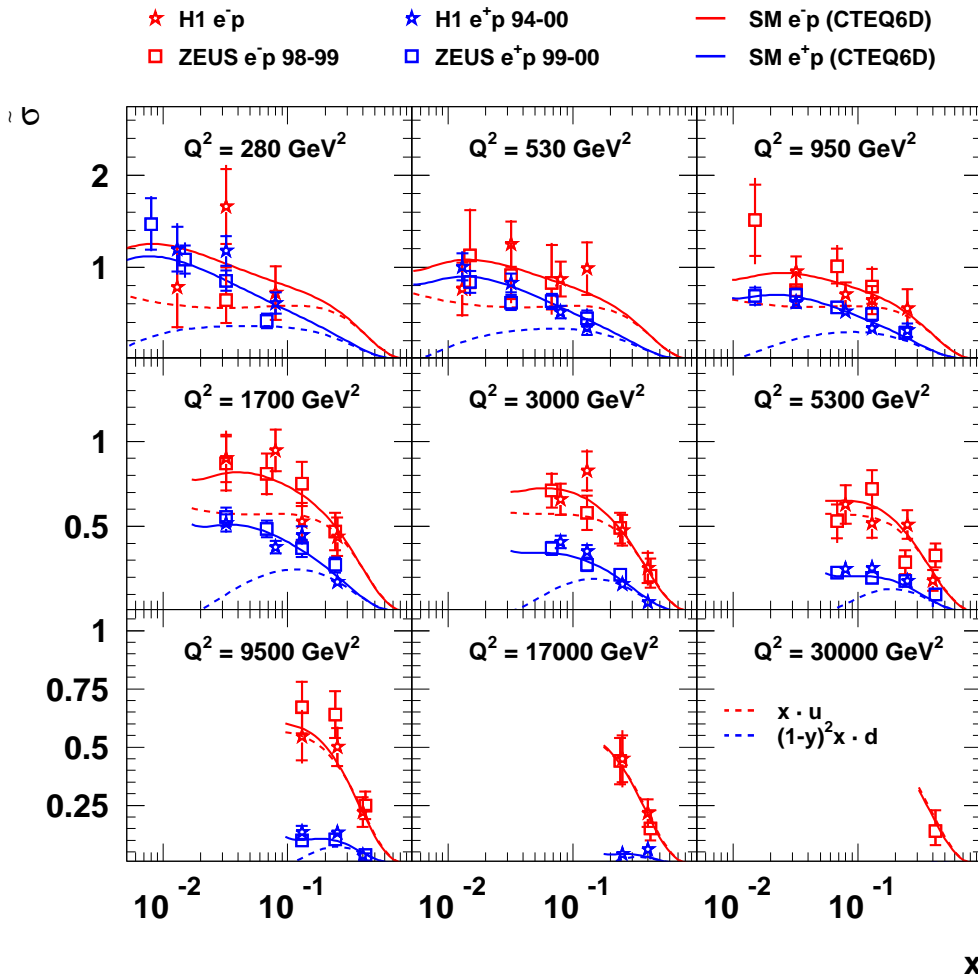 H1 e⁻p H1 e⁺p 94-00 SM e⁻p (CTEQ6D)
ZEUS e⁻p 98-99 ZEUS e⁺p 99-00 SM e⁺p (CTEQ6D)
σ̃
Q² = 280 GeV² Q² = 530 GeV² Q² = 950 GeV²
2
1
Q² = 1700 GeV² Q² = 3000 GeV² Q² = 5300 GeV²
1
0.5
1
Q² = 9500 GeV² Q² = 17000 GeV² Q² = 30000 GeV²
0.75
x · u
(1-y)²x · d
0.5
0.25
10⁻² 10⁻¹ 10⁻² 10⁻¹ 10⁻² 10⁻¹
x